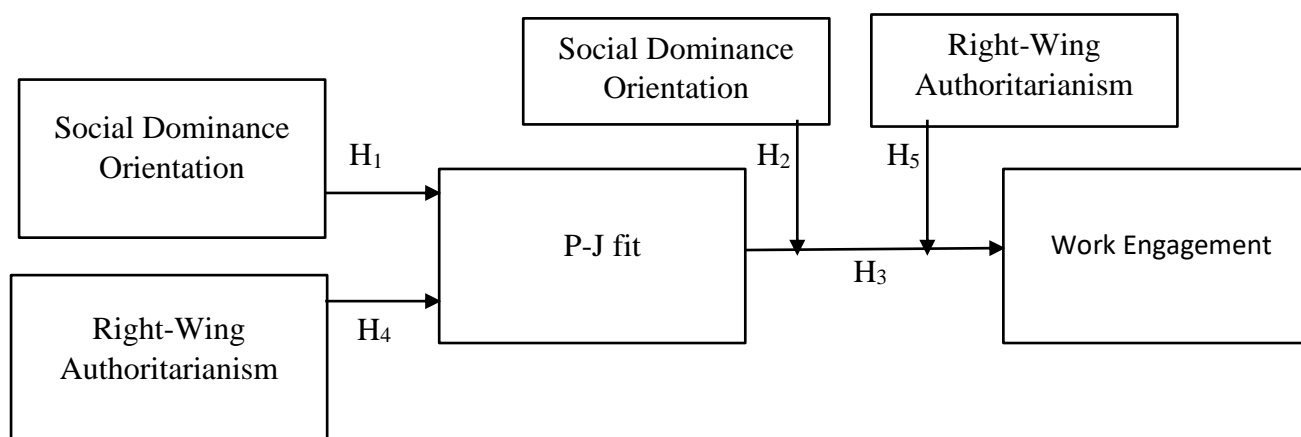 Social Dominance
Orientation
Right-Wing
Authoritarianism
Social Dominance
Orientation
H₁
H₂
H₅
P-J fit
Work Engagement
H₃
Right-Wing
Authoritarianism
H₄